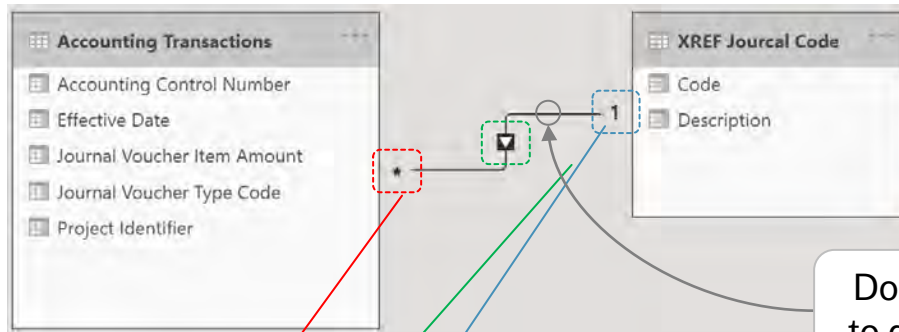 Accounting Transactions
Accounting Control Number
Effective Date
Journal Voucher Item Amount
Journal Voucher Type Code
Project Identifier
*
1
XREF Jourcal Code
Code
Description
Do
to